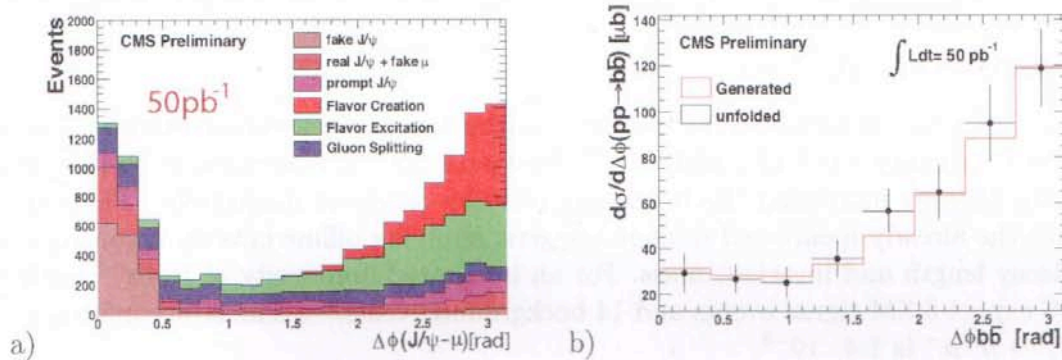 Events
2000
1800
1600
1400
1200
1000
800
600
400
200
0
CMS Preliminary
50pb⁻¹
fake J/ψ
real J/ψ + fake μ
prompt J/ψ
Flavor Creation
Flavor Excitation
Gluon Splitting
0 0.5 1 1.5 2 2.5 3
Δϕ(J/ψ-μ)[rad]
a)
dσ/dΔϕ(pp→bb̅) [μb]
140
120
100
80
60
40
20
CMS Preliminary
∫ Ldt= 50 pb⁻¹
Generated
unfolded
0 0.5 1 1.5 2 2.5 3
Δϕbb̅ [rad]
b)